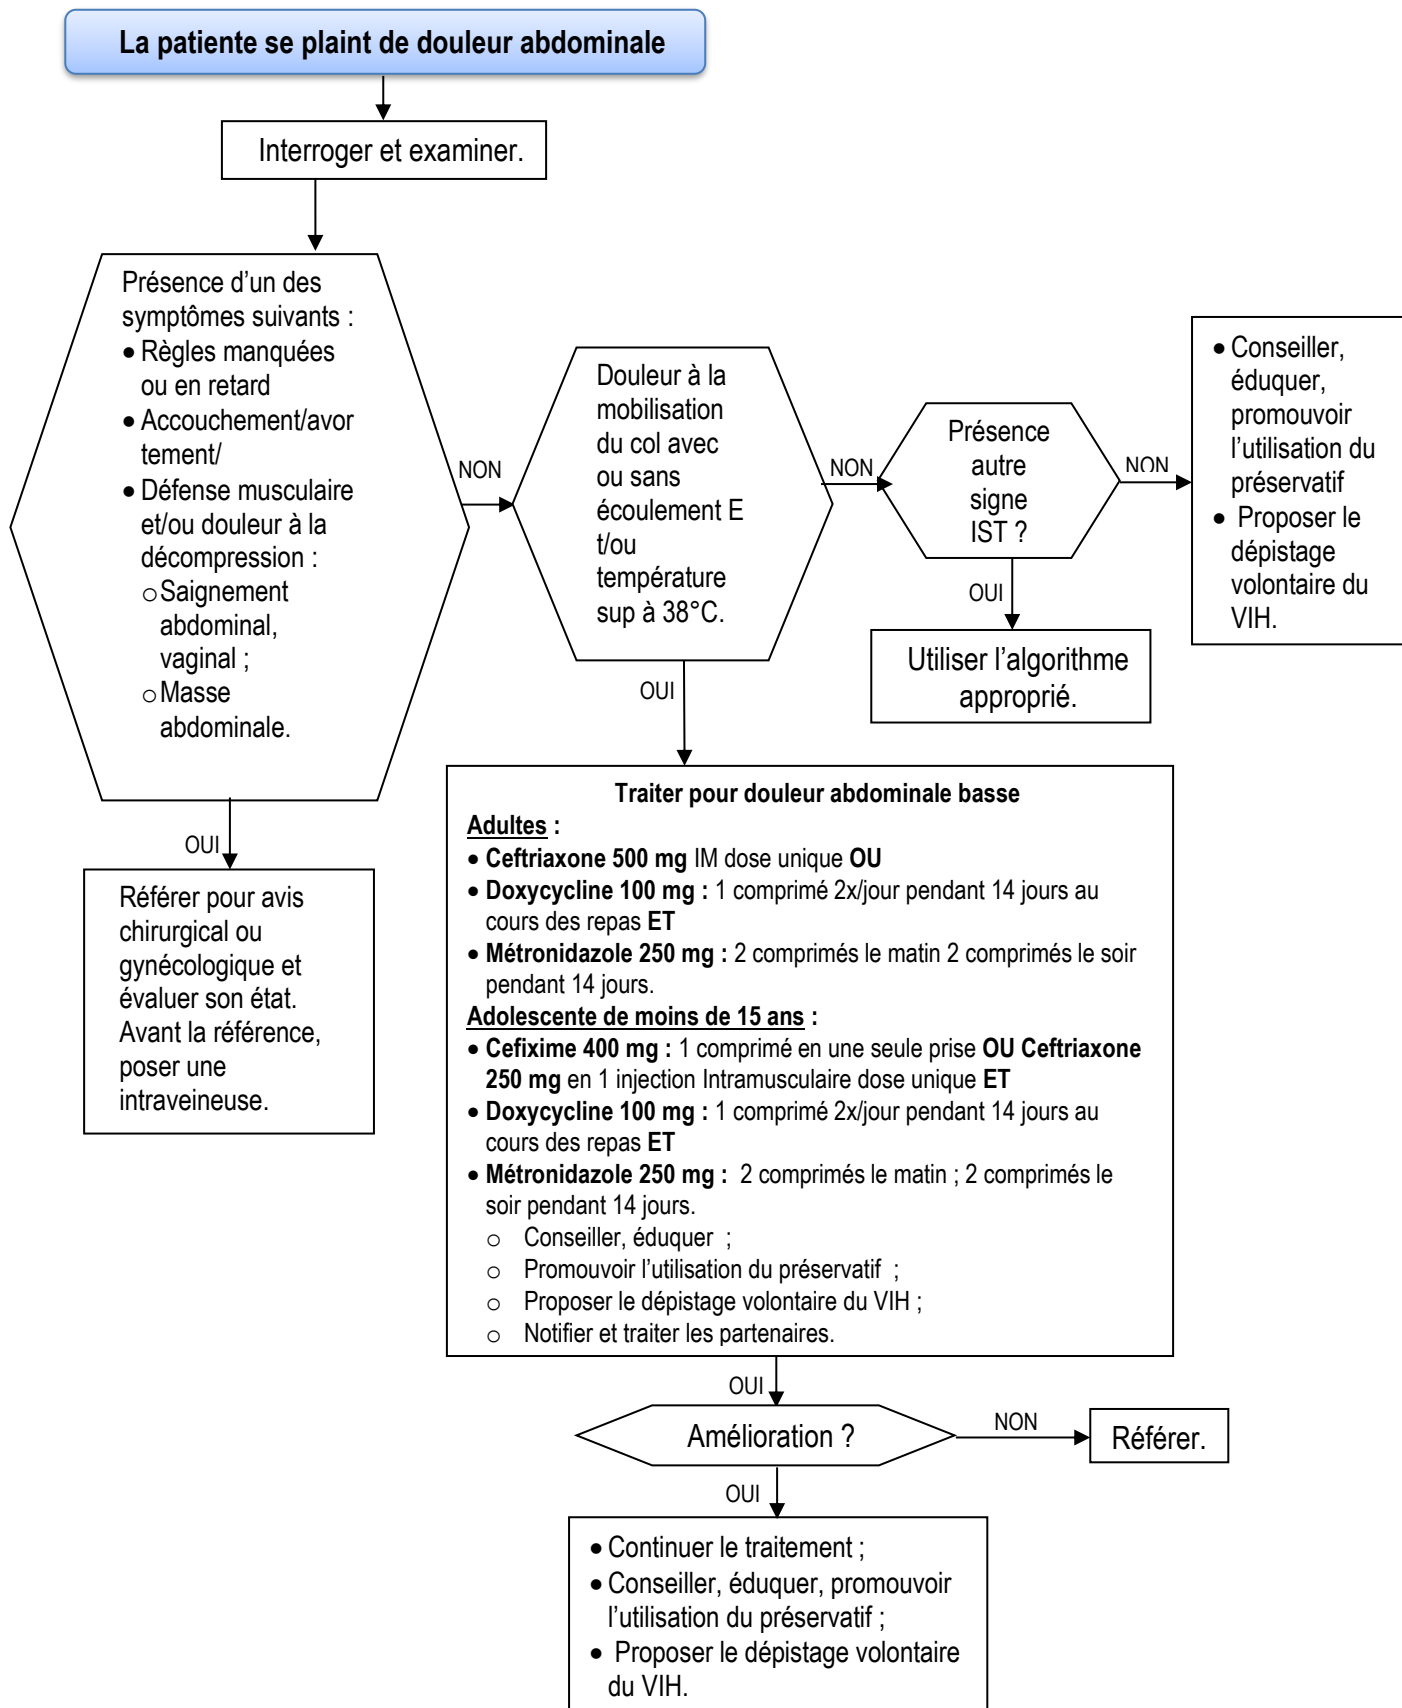 La patiente se plaint de douleur abdominale
Interroger et examiner.
Présence d’un des
symptômes suivants :
• Règles manquées
ou en retard
• Accouchement/avor
tement/
• Défense musculaire
et/ou douleur à la
décompression :
o Saignement
abdominal,
vaginal ;
o Masse
abdominale.
NON
Douleur à la
mobilisation
du col avec
ou sans
écoulement E
t/ou
température
sup à 38°C.
NON
Présence
autre
signe
IST ?
NON
• Conseiller,
éduquer,
promouvoir
l’utilisation du
préservatif
• Proposer le
dépistage
volontaire du
VIH.
OUI
Utiliser l’algorithme
approprié.
OUI
OUI
Référer pour avis
chirurgical ou
gynécologique et
évaluer son état.
Avant la référence,
poser une
intraveineuse.
Traiter pour douleur abdominale basse
Adultes :
• Ceftriaxone 500 mg IM dose unique OU
• Doxycycline 100 mg : 1 comprimé 2x/jour pendant 14 jours au
cours des repas ET
• Métronidazole 250 mg : 2 comprimés le matin 2 comprimés le soir
pendant 14 jours.
Adolescente de moins de 15 ans :
• Cefixime 400 mg : 1 comprimé en une seule prise OU Ceftriaxone
250 mg en 1 injection Intramusculaire dose unique ET
• Doxycycline 100 mg : 1 comprimé 2x/jour pendant 14 jours au
cours des repas ET
• Métronidazole 250 mg : 2 comprimés le matin ; 2 comprimés le
soir pendant 14 jours.
o Conseiller, éduquer ;
o Promouvoir l’utilisation du préservatif ;
o Proposer le dépistage volontaire du VIH ;
o Notifier et traiter les partenaires.
OUI
Amélioration ?
NON
Référer.
OUI
• Continuer le traitement ;
• Conseiller, éduquer, promouvoir
l’utilisation du préservatif ;
• Proposer le dépistage volontaire
du VIH.